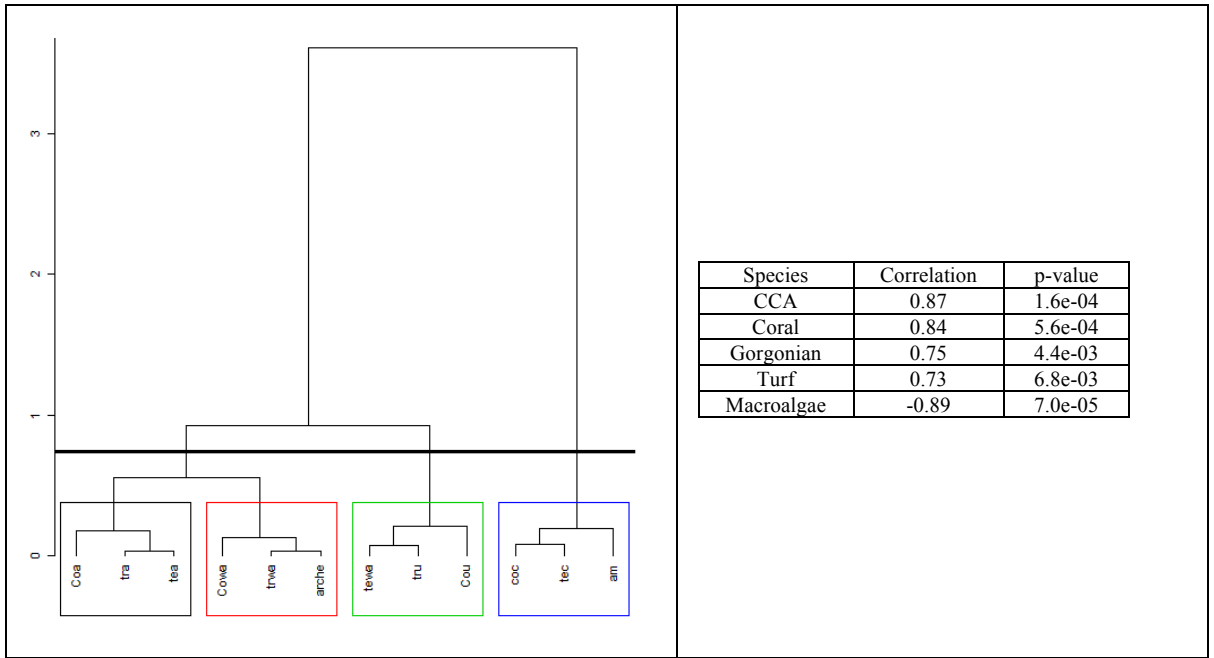 3
2
1
0
Coa
tra
tea
Cowa
trwa
arche
tewa
tru
Cou
coc
tec
am
Species Correlation p-value
CCA 0.87 1.6e-04
Coral 0.84 5.6e-04
Gorgonian 0.75 4.4e-03
Turf 0.73 6.8e-03
Macroalgae -0.89 7.0e-05